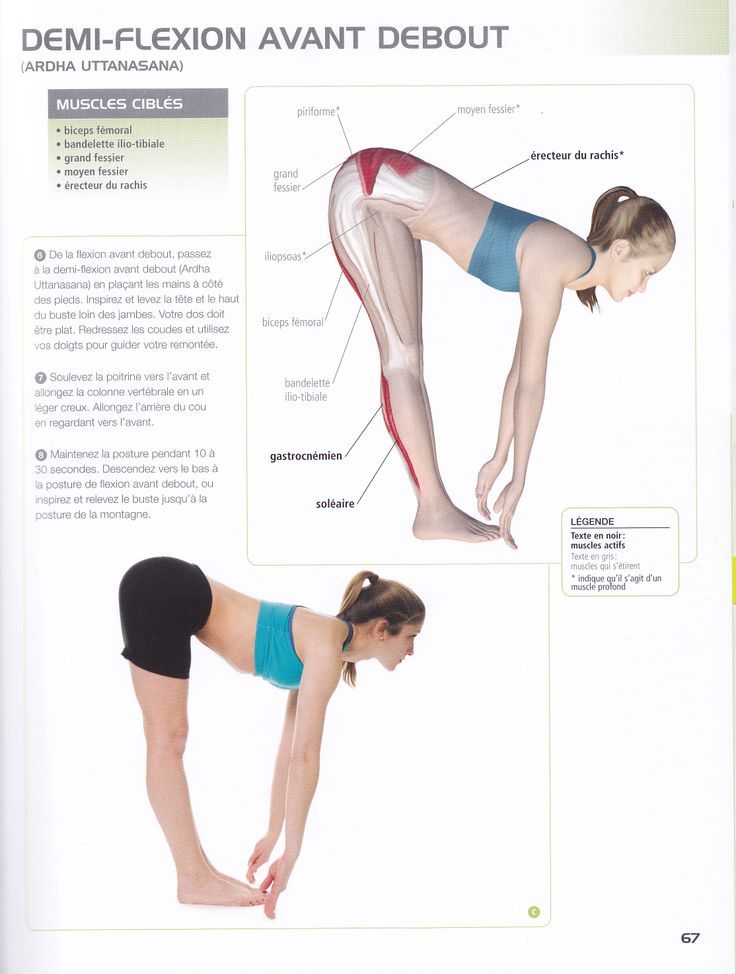 DEMI-FLEXION AVANT DEBOUT
(ARDHA UTTANASANA)
MUSCLES CIBLÉS
• biceps fémoral
• bandelette ilio-tibiale
• grand fessier
• moyen fessier
• érecteur du rachis
6 De la flexion avant debout, passez
à la demi-flexion avant debout (Ardha
Uttanasana) en plaçant les mains à côté
des pieds. Inspirez et levez la tête et le haut
du buste loin des jambes. Votre dos doit
être plat. Redressez les coudes et utilisez
vos doigts pour guider votre remontée.
7 Soulevez la poitrine vers l'avant et
allongez la colonne vertébrale en un
léger creux. Allongez l'arrière du cou
en regardant vers l'avant.
8 Maintenez la posture pendant 10 à
30 secondes. Descendez vers le bas à
la posture de flexion avant debout, ou
inspirez et relevez le buste jusqu'à la
posture de la montagne.
piriforme*
moyen fessier*
érecteur du rachis*
grand
fessier
iliopsoas*
biceps fémoral
bandelette
ilio-tibiale
gastrocnémien
soléaire
LÉGENDE
Texte en noir :
muscles actifs
Texte en gris :
muscles qui s'étirent
* indique qu'il s'agit d'un
muscle profond
C
67